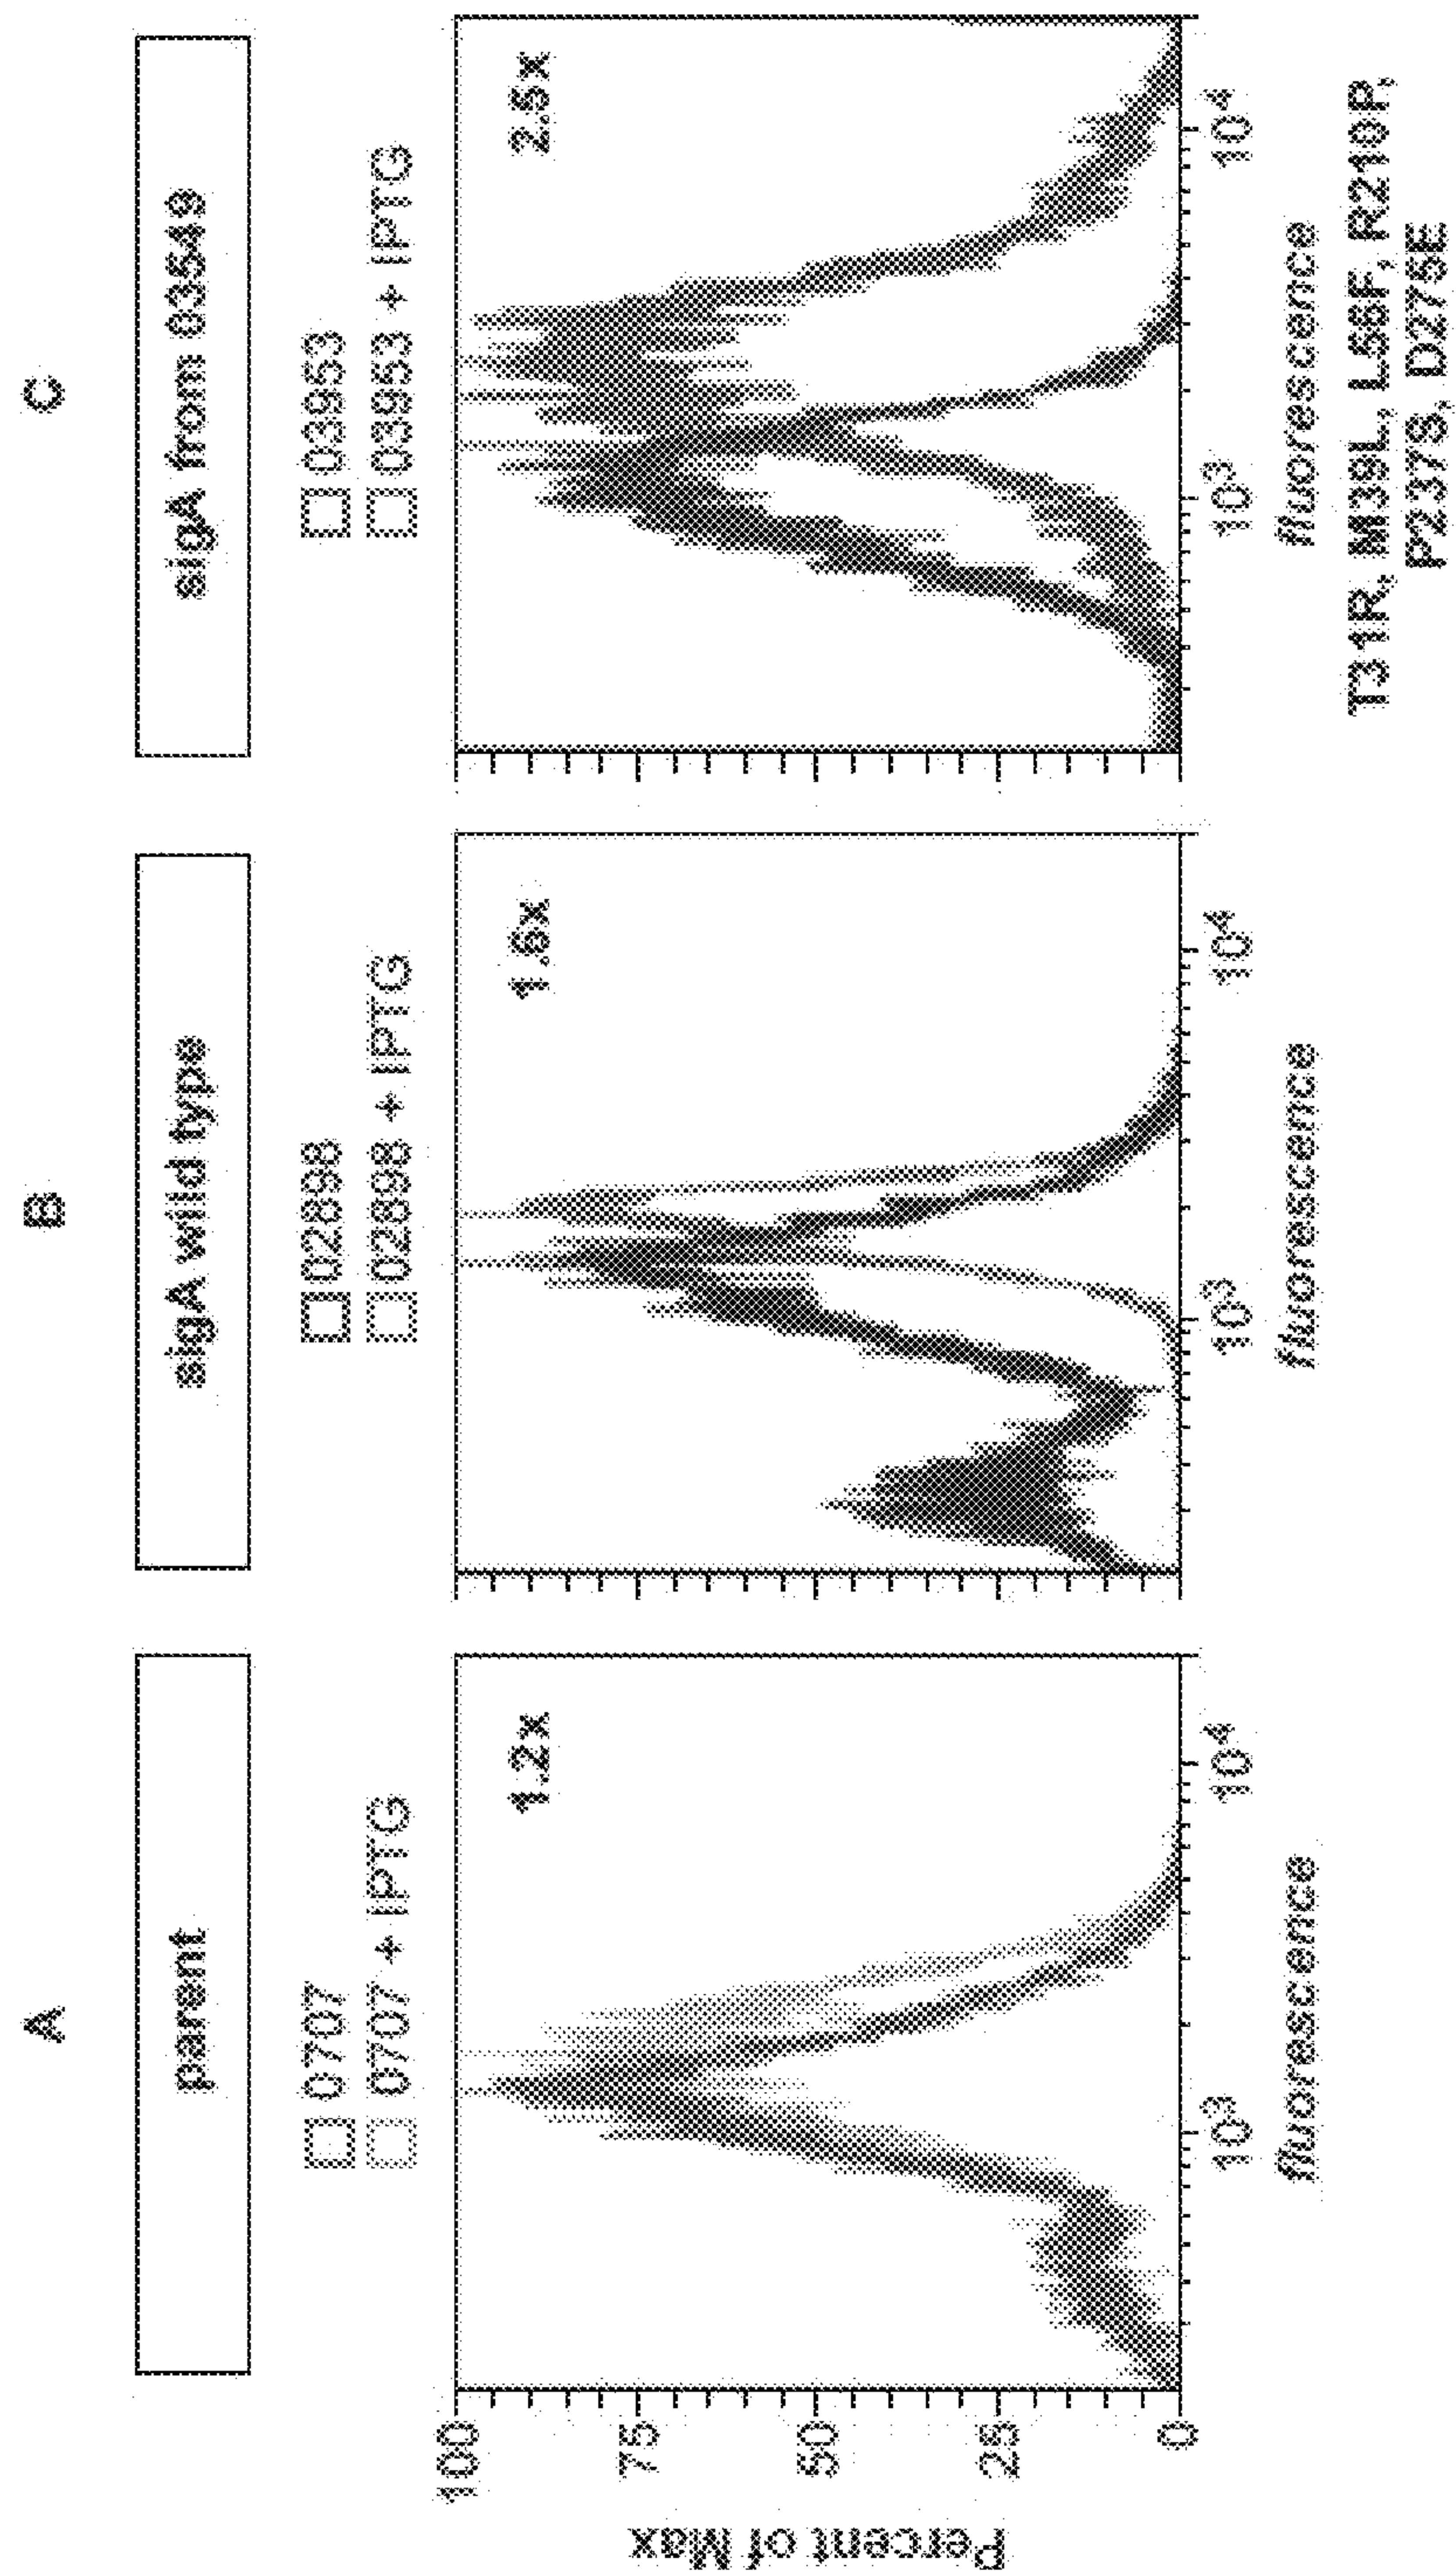 A
parent
0707
0707 + IPTG
1.2x
Percent of Max
100
75
50
25
0
10³
10⁴
fluorescence
B
sigA wild type
02898
02898 + IPTG
1.6x
10³
10⁴
fluorescence
C
sigA from 03549
03953
03953 + IPTG
2.5x
10³
10⁴
fluorescence
T31R, M39L, L56F, R210P,
P237S, D275E